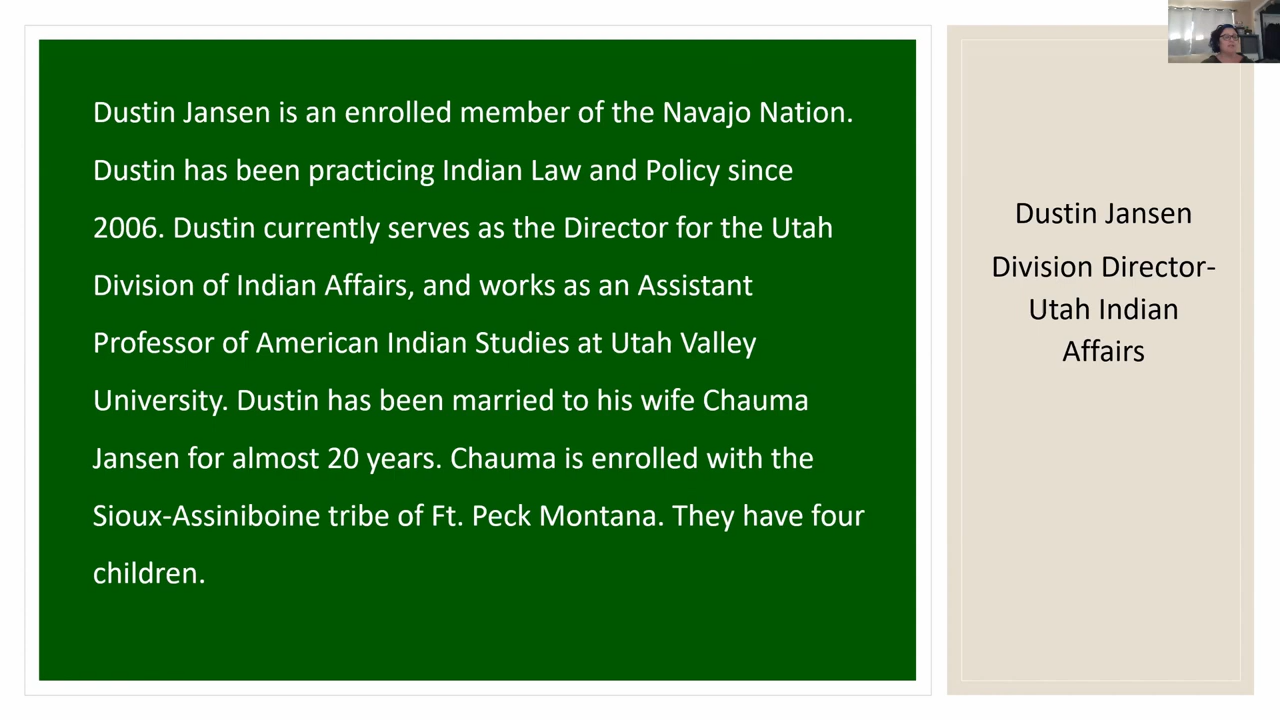 Dustin Jansen is an enrolled member of the Navajo Nation.
Dustin has been practicing Indian Law and Policy since
2006. Dustin currently serves as the Director for the Utah
Division of Indian Affairs, and works as an Assistant
Professor of American Indian Studies at Utah Valley
University. Dustin has been married to his wife Chauma
Jansen for almost 20 years. Chauma is enrolled with the
Sioux-Assiniboine tribe of Ft. Peck Montana. They have four
children.
Dustin Jansen
Division Director-
Utah Indian
Affairs